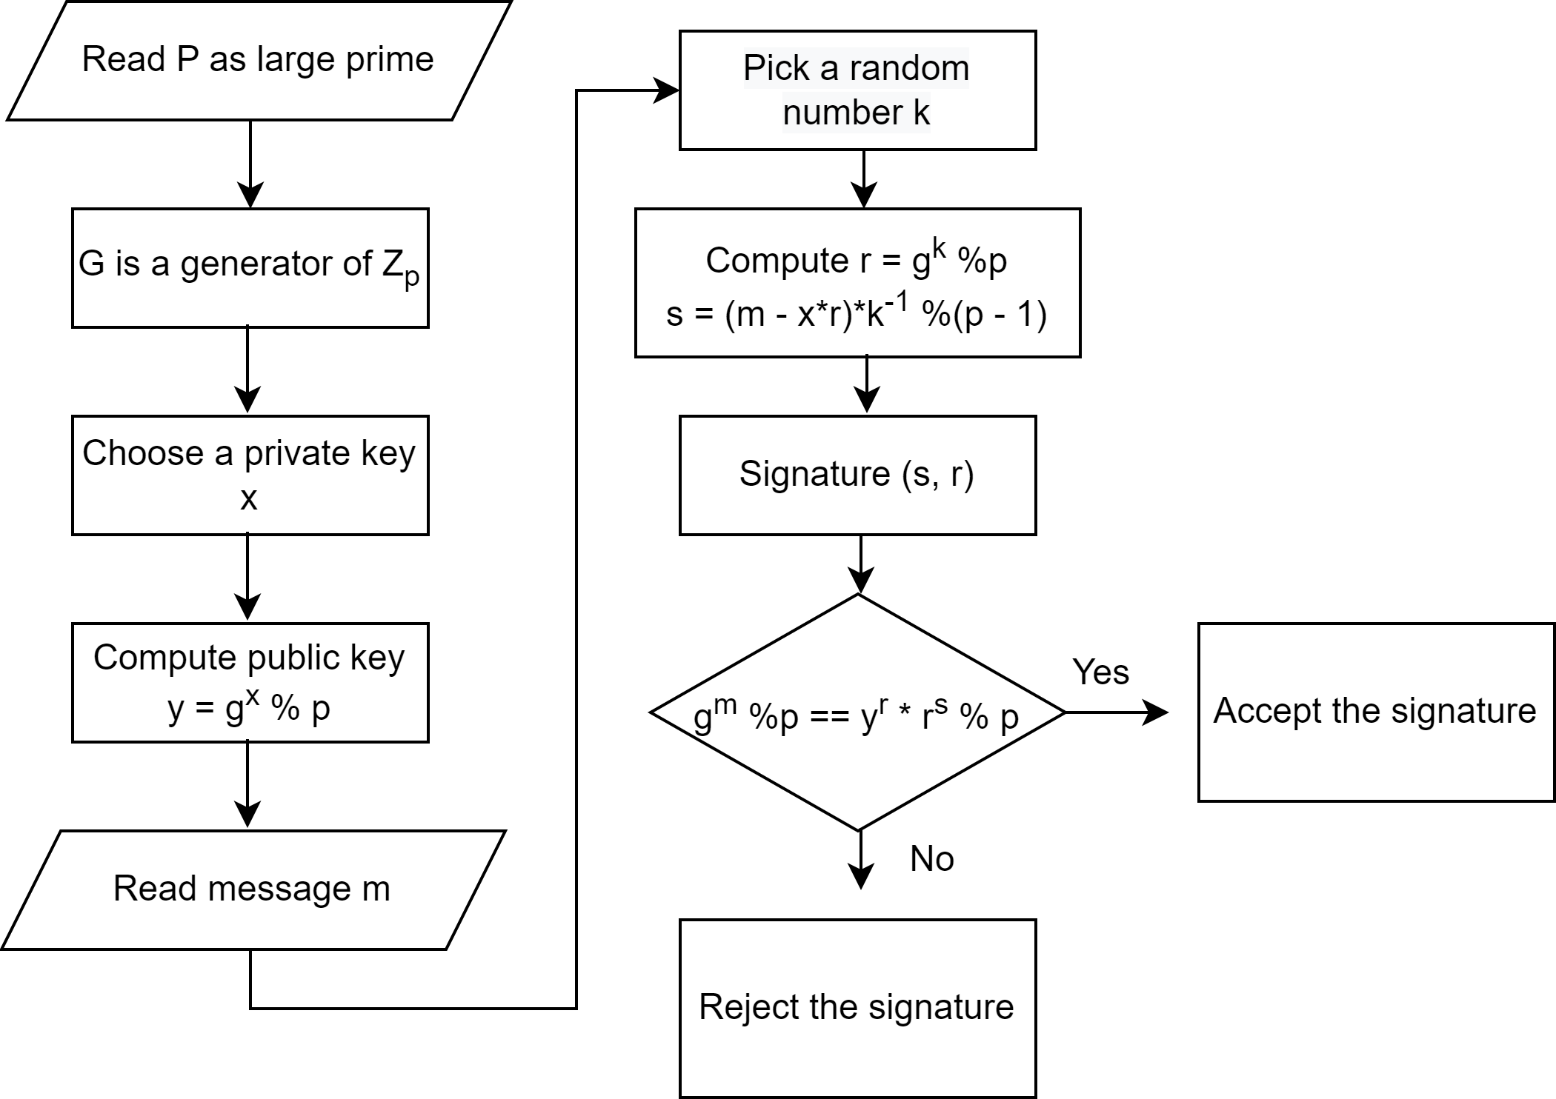 Read P as large prime
G is a generator of Zₚ
Choose a private key
x
Compute public key
y = gˣ % p
Read message m
Pick a random
number k
Compute r = gᵏ %p
s = (m - x*r)*k⁻¹ %(p - 1)
Signature (s, r)
gᵐ %p == yʳ * rˢ % p
Yes
Accept the signature
No
Reject the signature